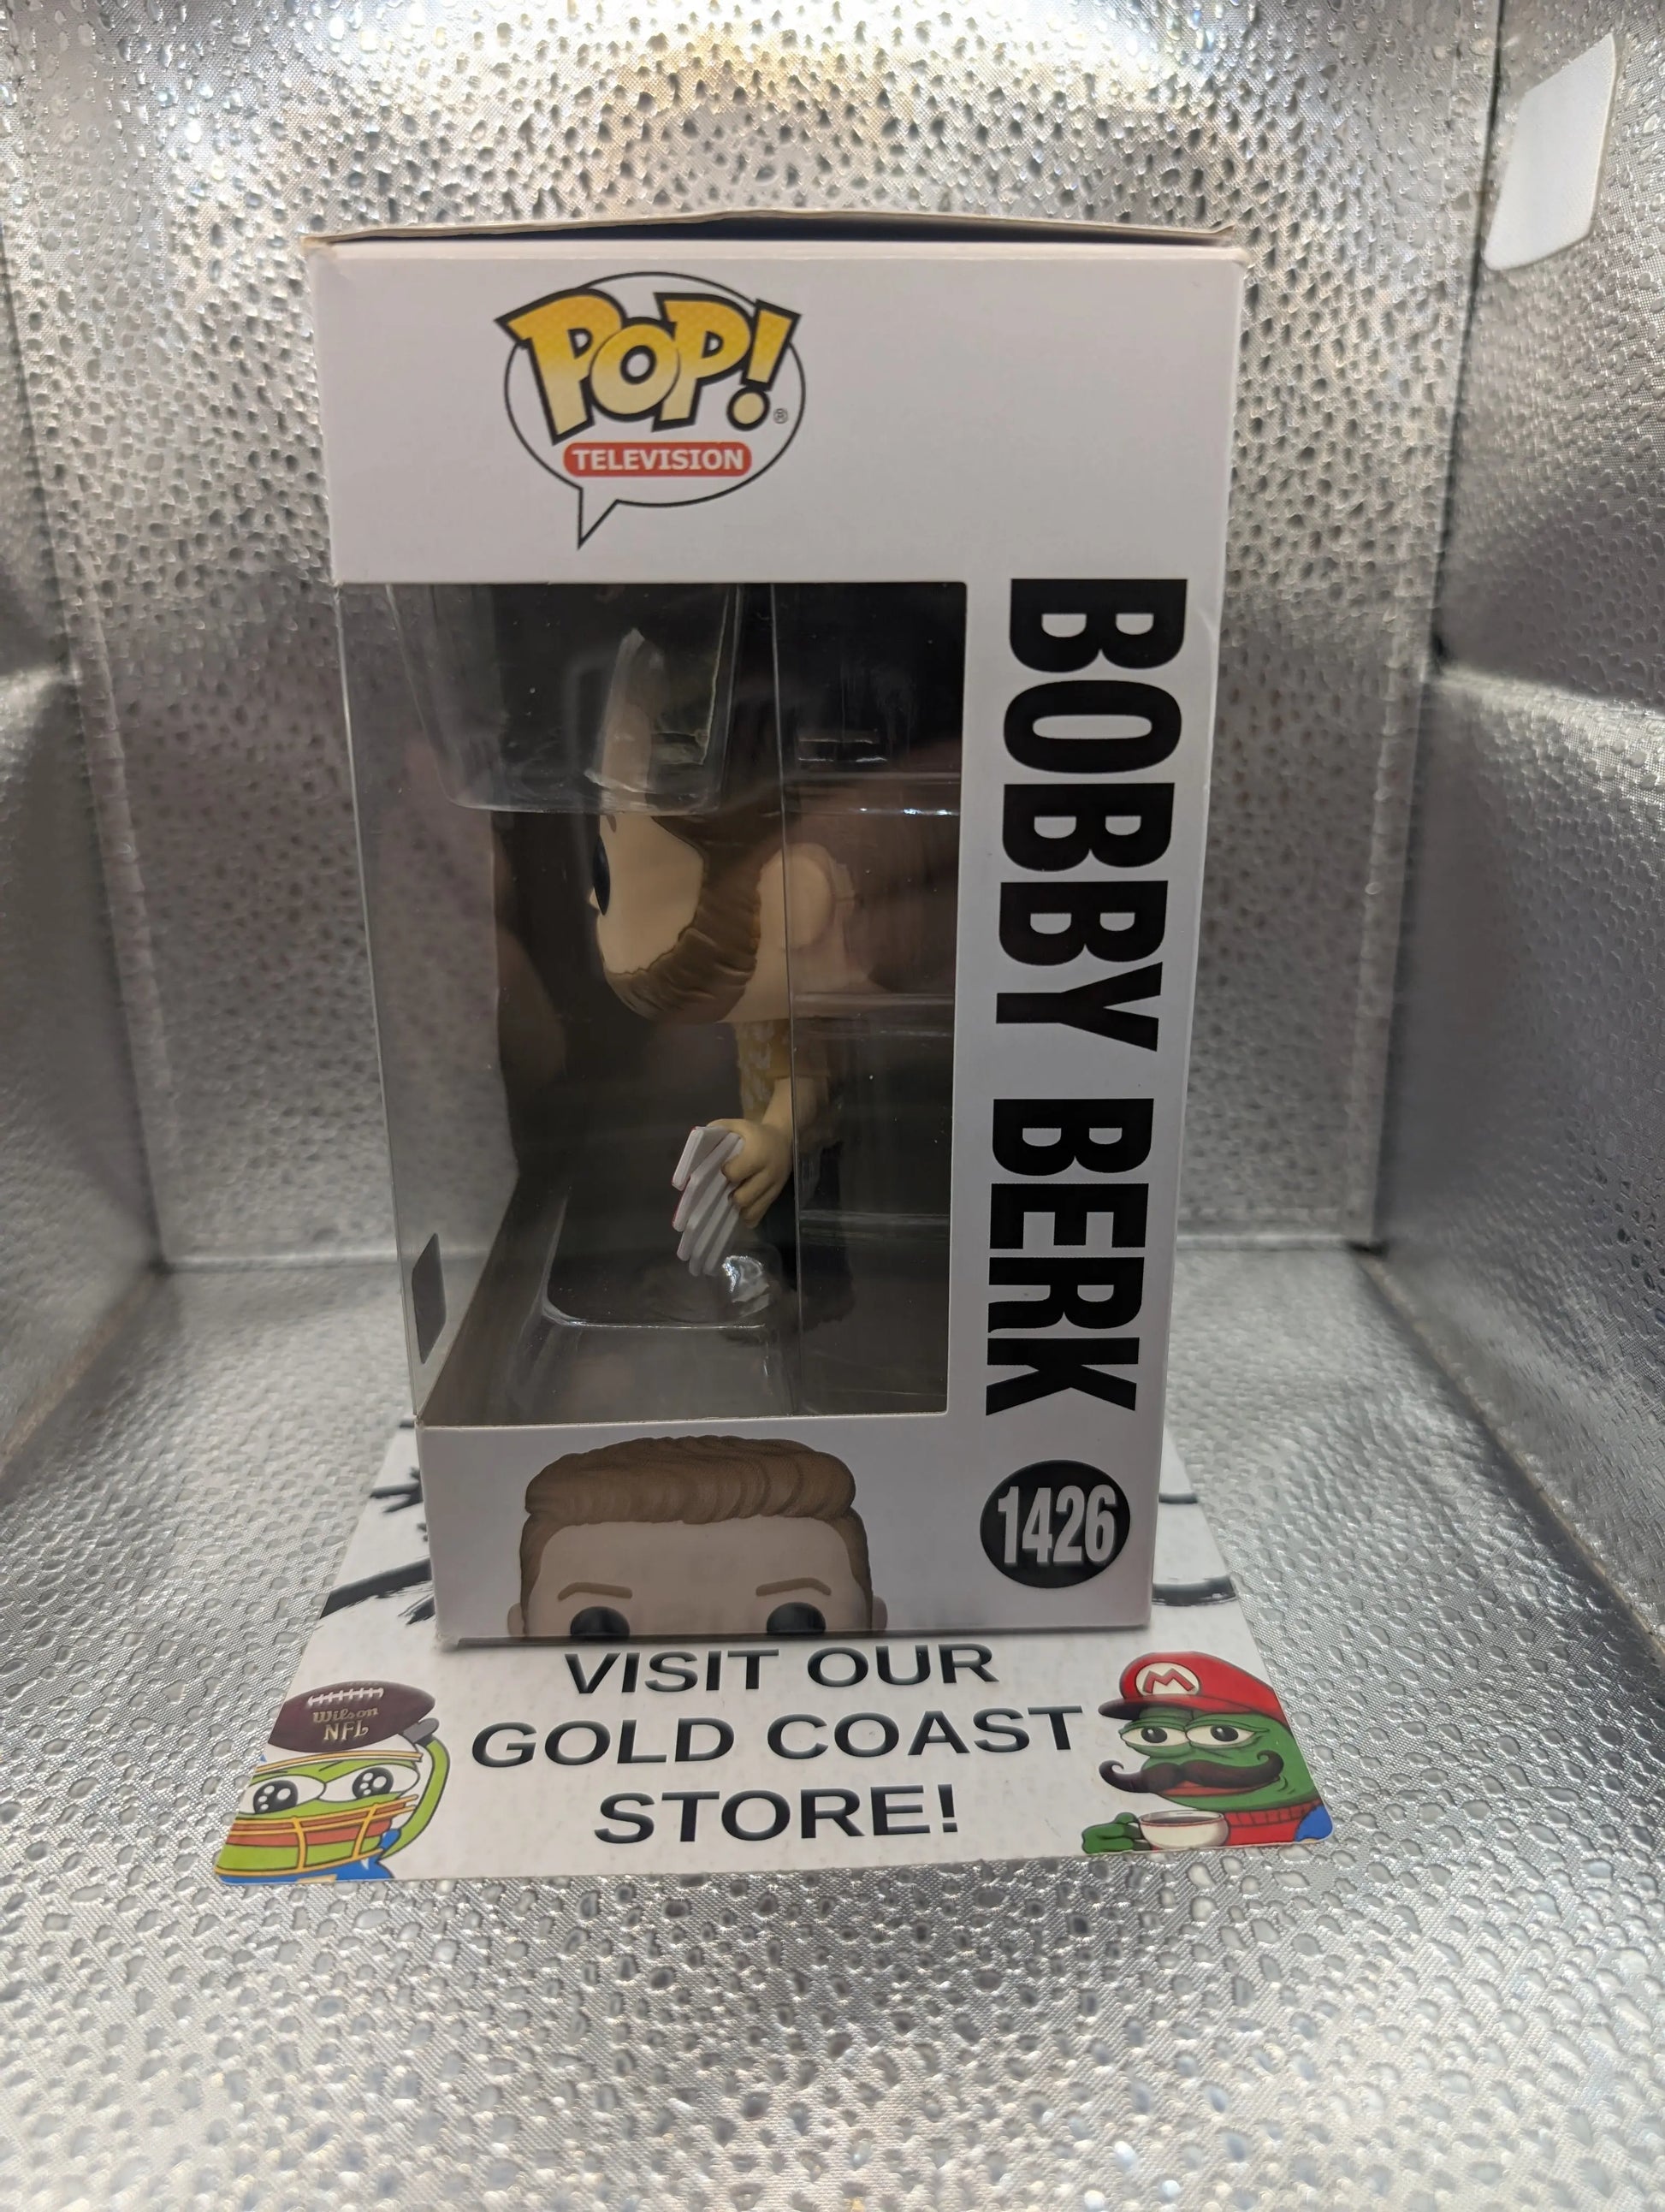 POP!
®
TELEVISION
BOBBY BERK
1426
VISIT OUR
GOLD COAST
STORE!
Wilson
NFL
M